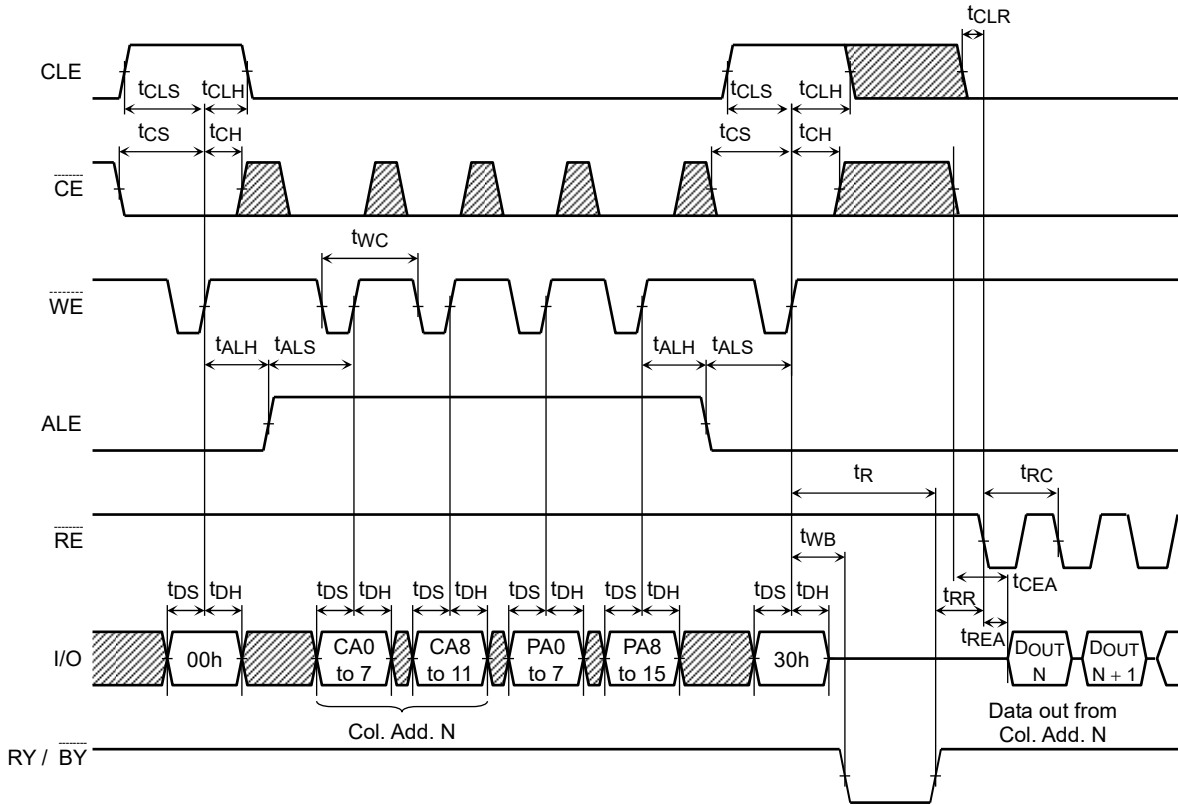 tCLR
CLE
tCLS tCLH tCLS tCLH
tCS tCH tCS tCH
CE
tWC
WE
tALH tALS tALH tALS
ALE
tR
tRC
RE
tWB
tCEA
tDS tDH tDS tDH tDS tDH tDS tDH tDS tDH tDS tDH tRR
tREA
I/O 00h CA0 to 7 CA8 to 11 PA0 to 7 PA8 to 15 30h DOUT N DOUT N + 1
Col. Add. N
Data out from
Col. Add. N
RY / BY